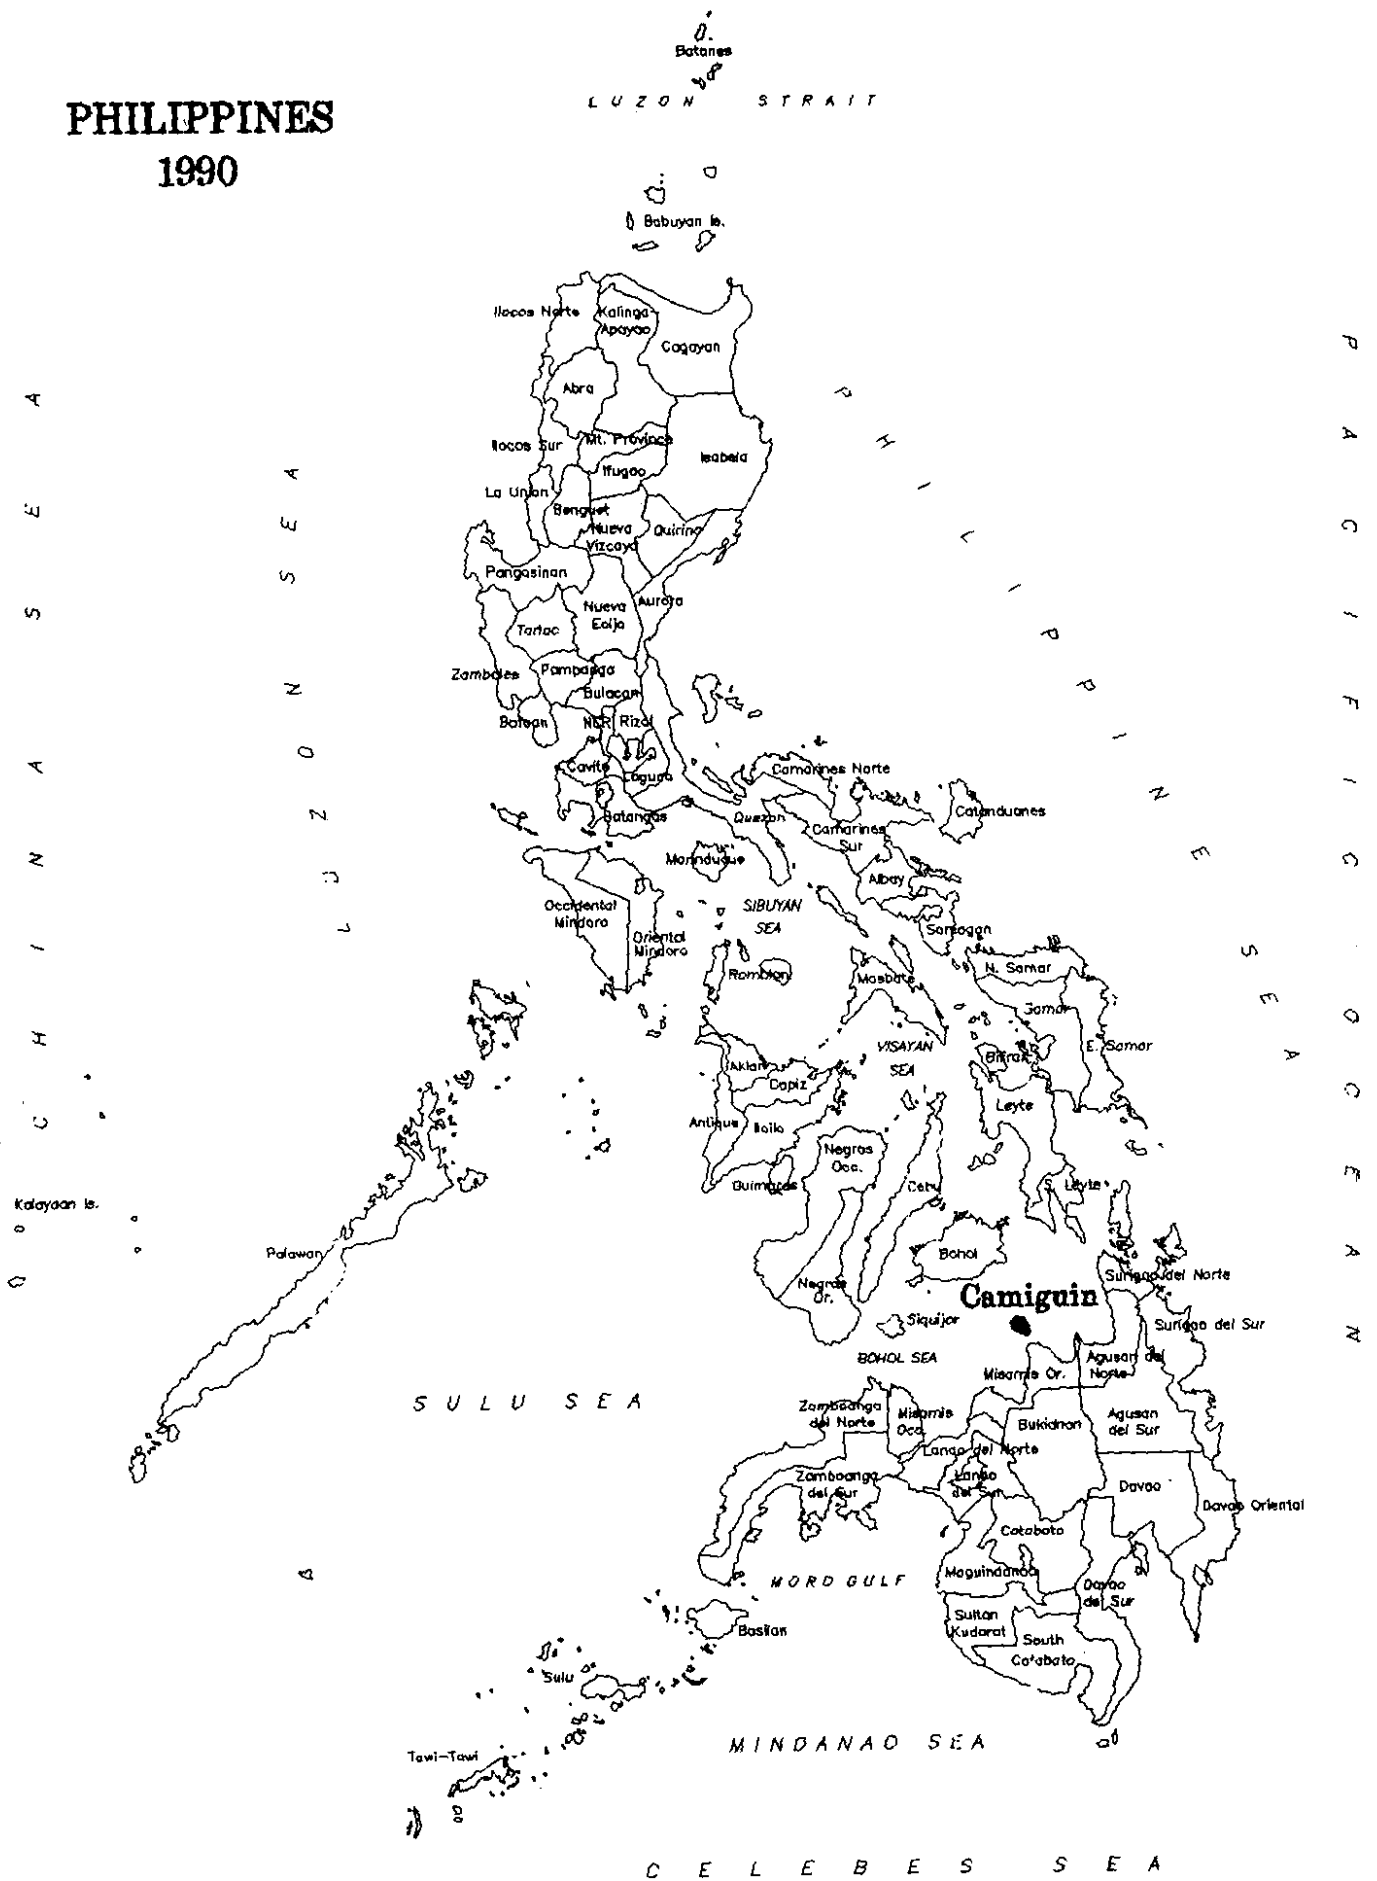 Batanes
LUZON STRAIT
PHILIPPINES
1990
Babuyan Is.
Ilocos Norte
Kalinga-
Apayao
Cagayan
Abra
Ilocos Sur
Mt. Province
Isabela
Ifugao
La Union
Benguet
Nueva
Vizcaya
Quirino
Pangasinan
Nueva
Ecija
Aurora
Tarlac
Zambales
Pampanga
Bulacan
Bataan
NCR
Rizal
Cavite
Laguna
Camarines Norte
Batangas
Quezon
Catanduanes
Camarines
Sur
Marinduque
Albay
Occidental
Mindoro
SIBUYAN
SEA
Sorsogon
Oriental
Mindoro
Romblon
N. Samar
Masbate
Samar
E. Samar
VISAYAN
SEA
Biliran
Aklan
Capiz
Leyte
Antique
Iloilo
Negros
Occ.
Guimaras
Cebu
S. Leyte
Kalayaan Is.
Palawan
Bohol
Surigao del Norte
Negros
Or.
Camiguin
Siquijor
Surigao del Sur
BOHOL SEA
Agusan del
Norte
Misamis Or.
SULU SEA
Zamboanga
del Norte
Misamis
Occ.
Bukidnon
Agusan
del Sur
Lanao del Norte
Zamboanga
del Sur
Lanao
del Sur
Davao
Davao Oriental
Cotabato
Maguindanao
MORO GULF
Davao
del Sur
Basilan
Sultan
Kudarat
South
Cotabato
Sulu
MINDANAO SEA
Tawi-Tawi
CELEBES SEA
CHINA SEA
LUZON SEA
PHILIPPINE SEA
PACIFIC OCEAN